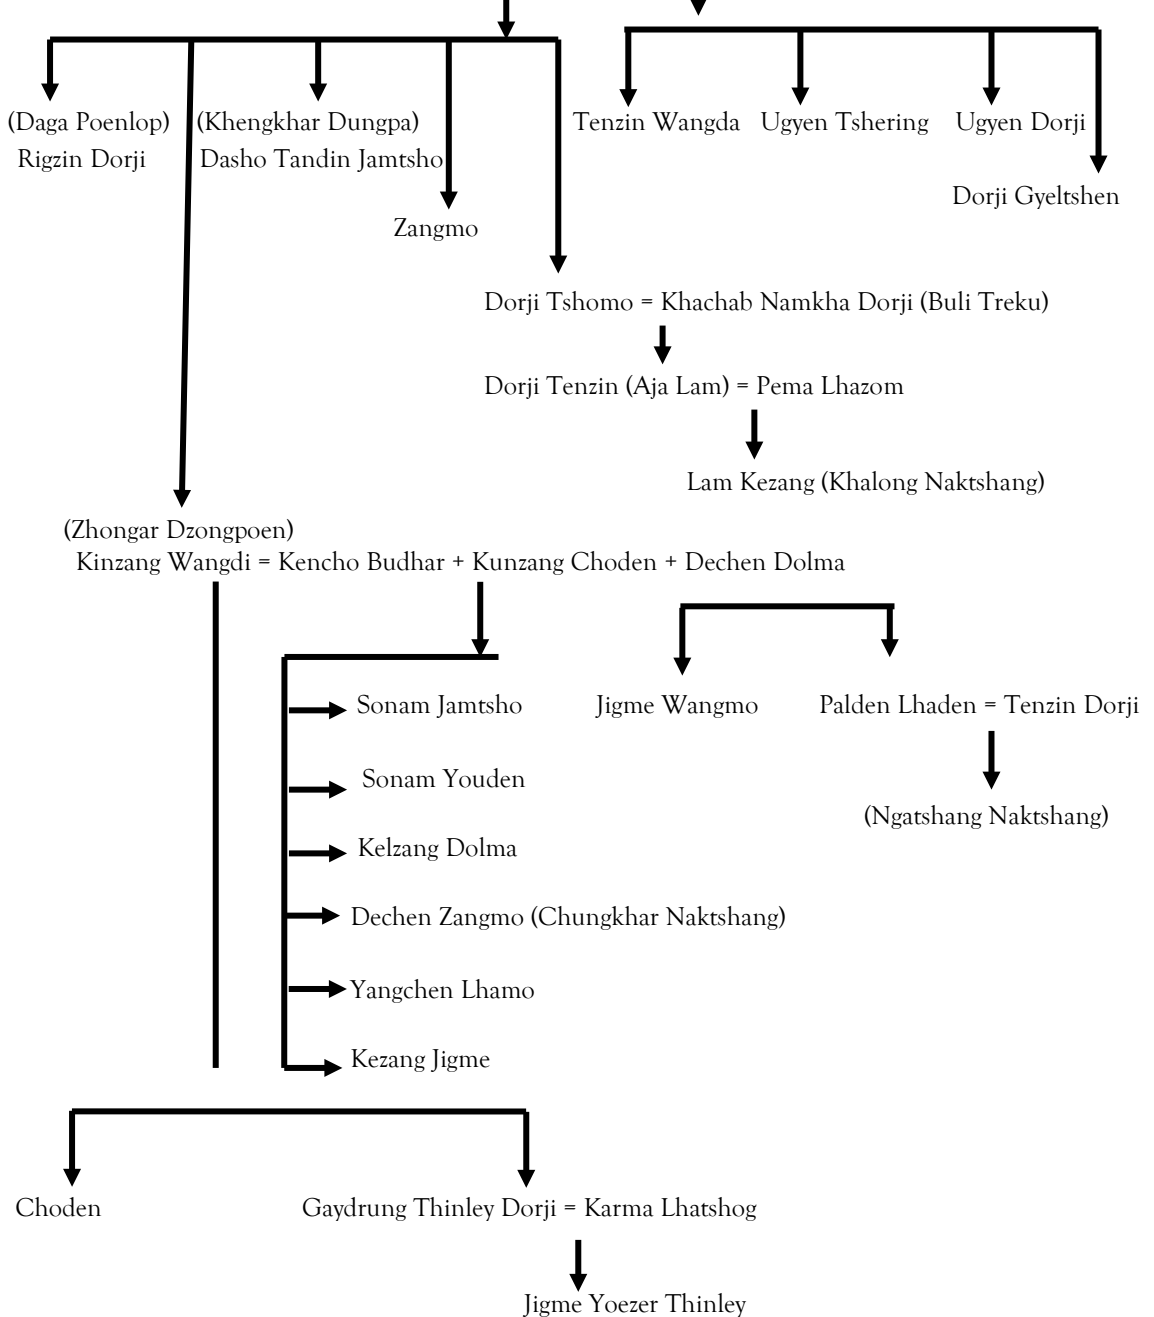 (Daga Poenlop)
Rigzin Dorji
(Khengkhar Dungpa)
Dasho Tandin Jamtsho
Tenzin Wangda
Ugyen Tshering
Ugyen Dorji
Dorji Gyeltshen
Zangmo
Dorji Tshomo = Khachab Namkha Dorji (Buli Treku)
Dorji Tenzin (Aja Lam) = Pema Lhazom
Lam Kezang (Khalong Naktshang)
(Zhongar Dzongpoen)
Kinzang Wangdi = Kencho Budhar + Kunzang Choden + Dechen Dolma
Sonam Jamtsho
Jigme Wangmo
Palden Lhaden = Tenzin Dorji
Sonam Youden
(Ngatshang Naktshang)
Kelzang Dolma
Dechen Zangmo (Chungkhar Naktshang)
Yangchen Lhamo
Kezang Jigme
Choden
Gaydrung Thinley Dorji = Karma Lhatshog
Jigme Yoezer Thinley